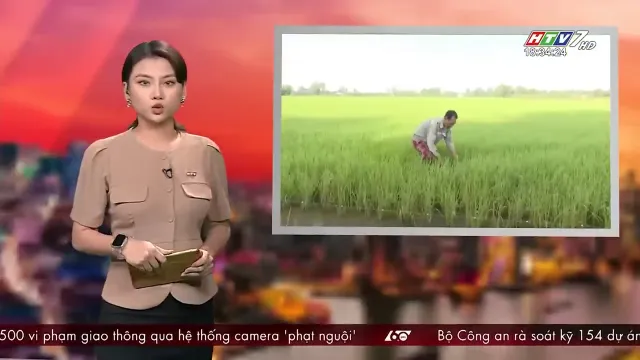 HTV7 HD
18:34:24
500 vi phạm giao thông qua hệ thống camera 'phạt nguội' 60 Bộ Công an rà soát kỹ 154 dự án